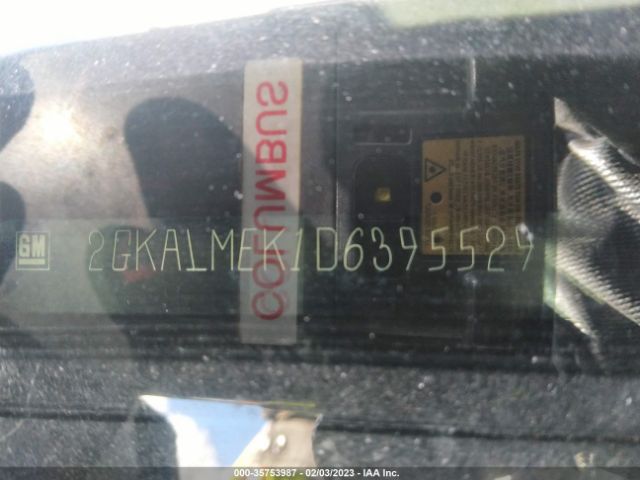 GM 2GKALMEK1D6395529
COLUMBUS
000-35753987 - 02/03/2023 - IAA Inc.